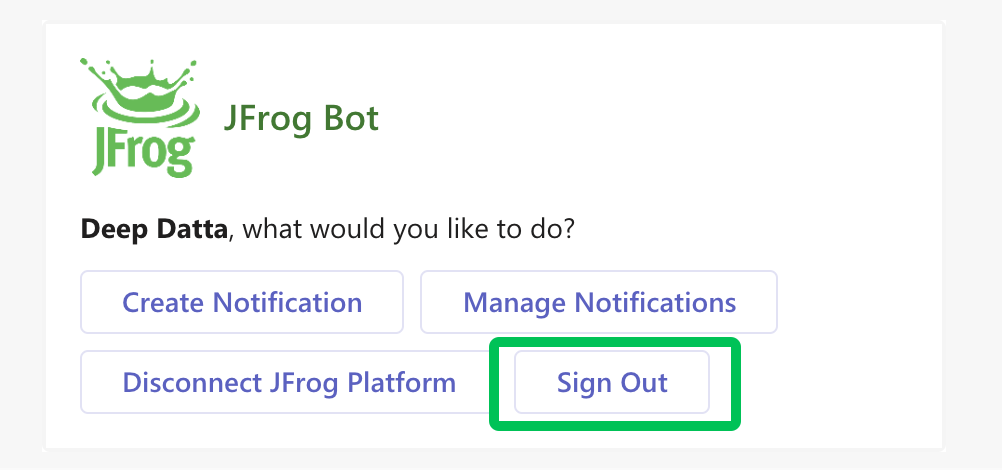 JFrog
JFrog Bot
Deep Datta, what would you like to do?
Create Notification
Manage Notifications
Disconnect JFrog Platform
Sign Out